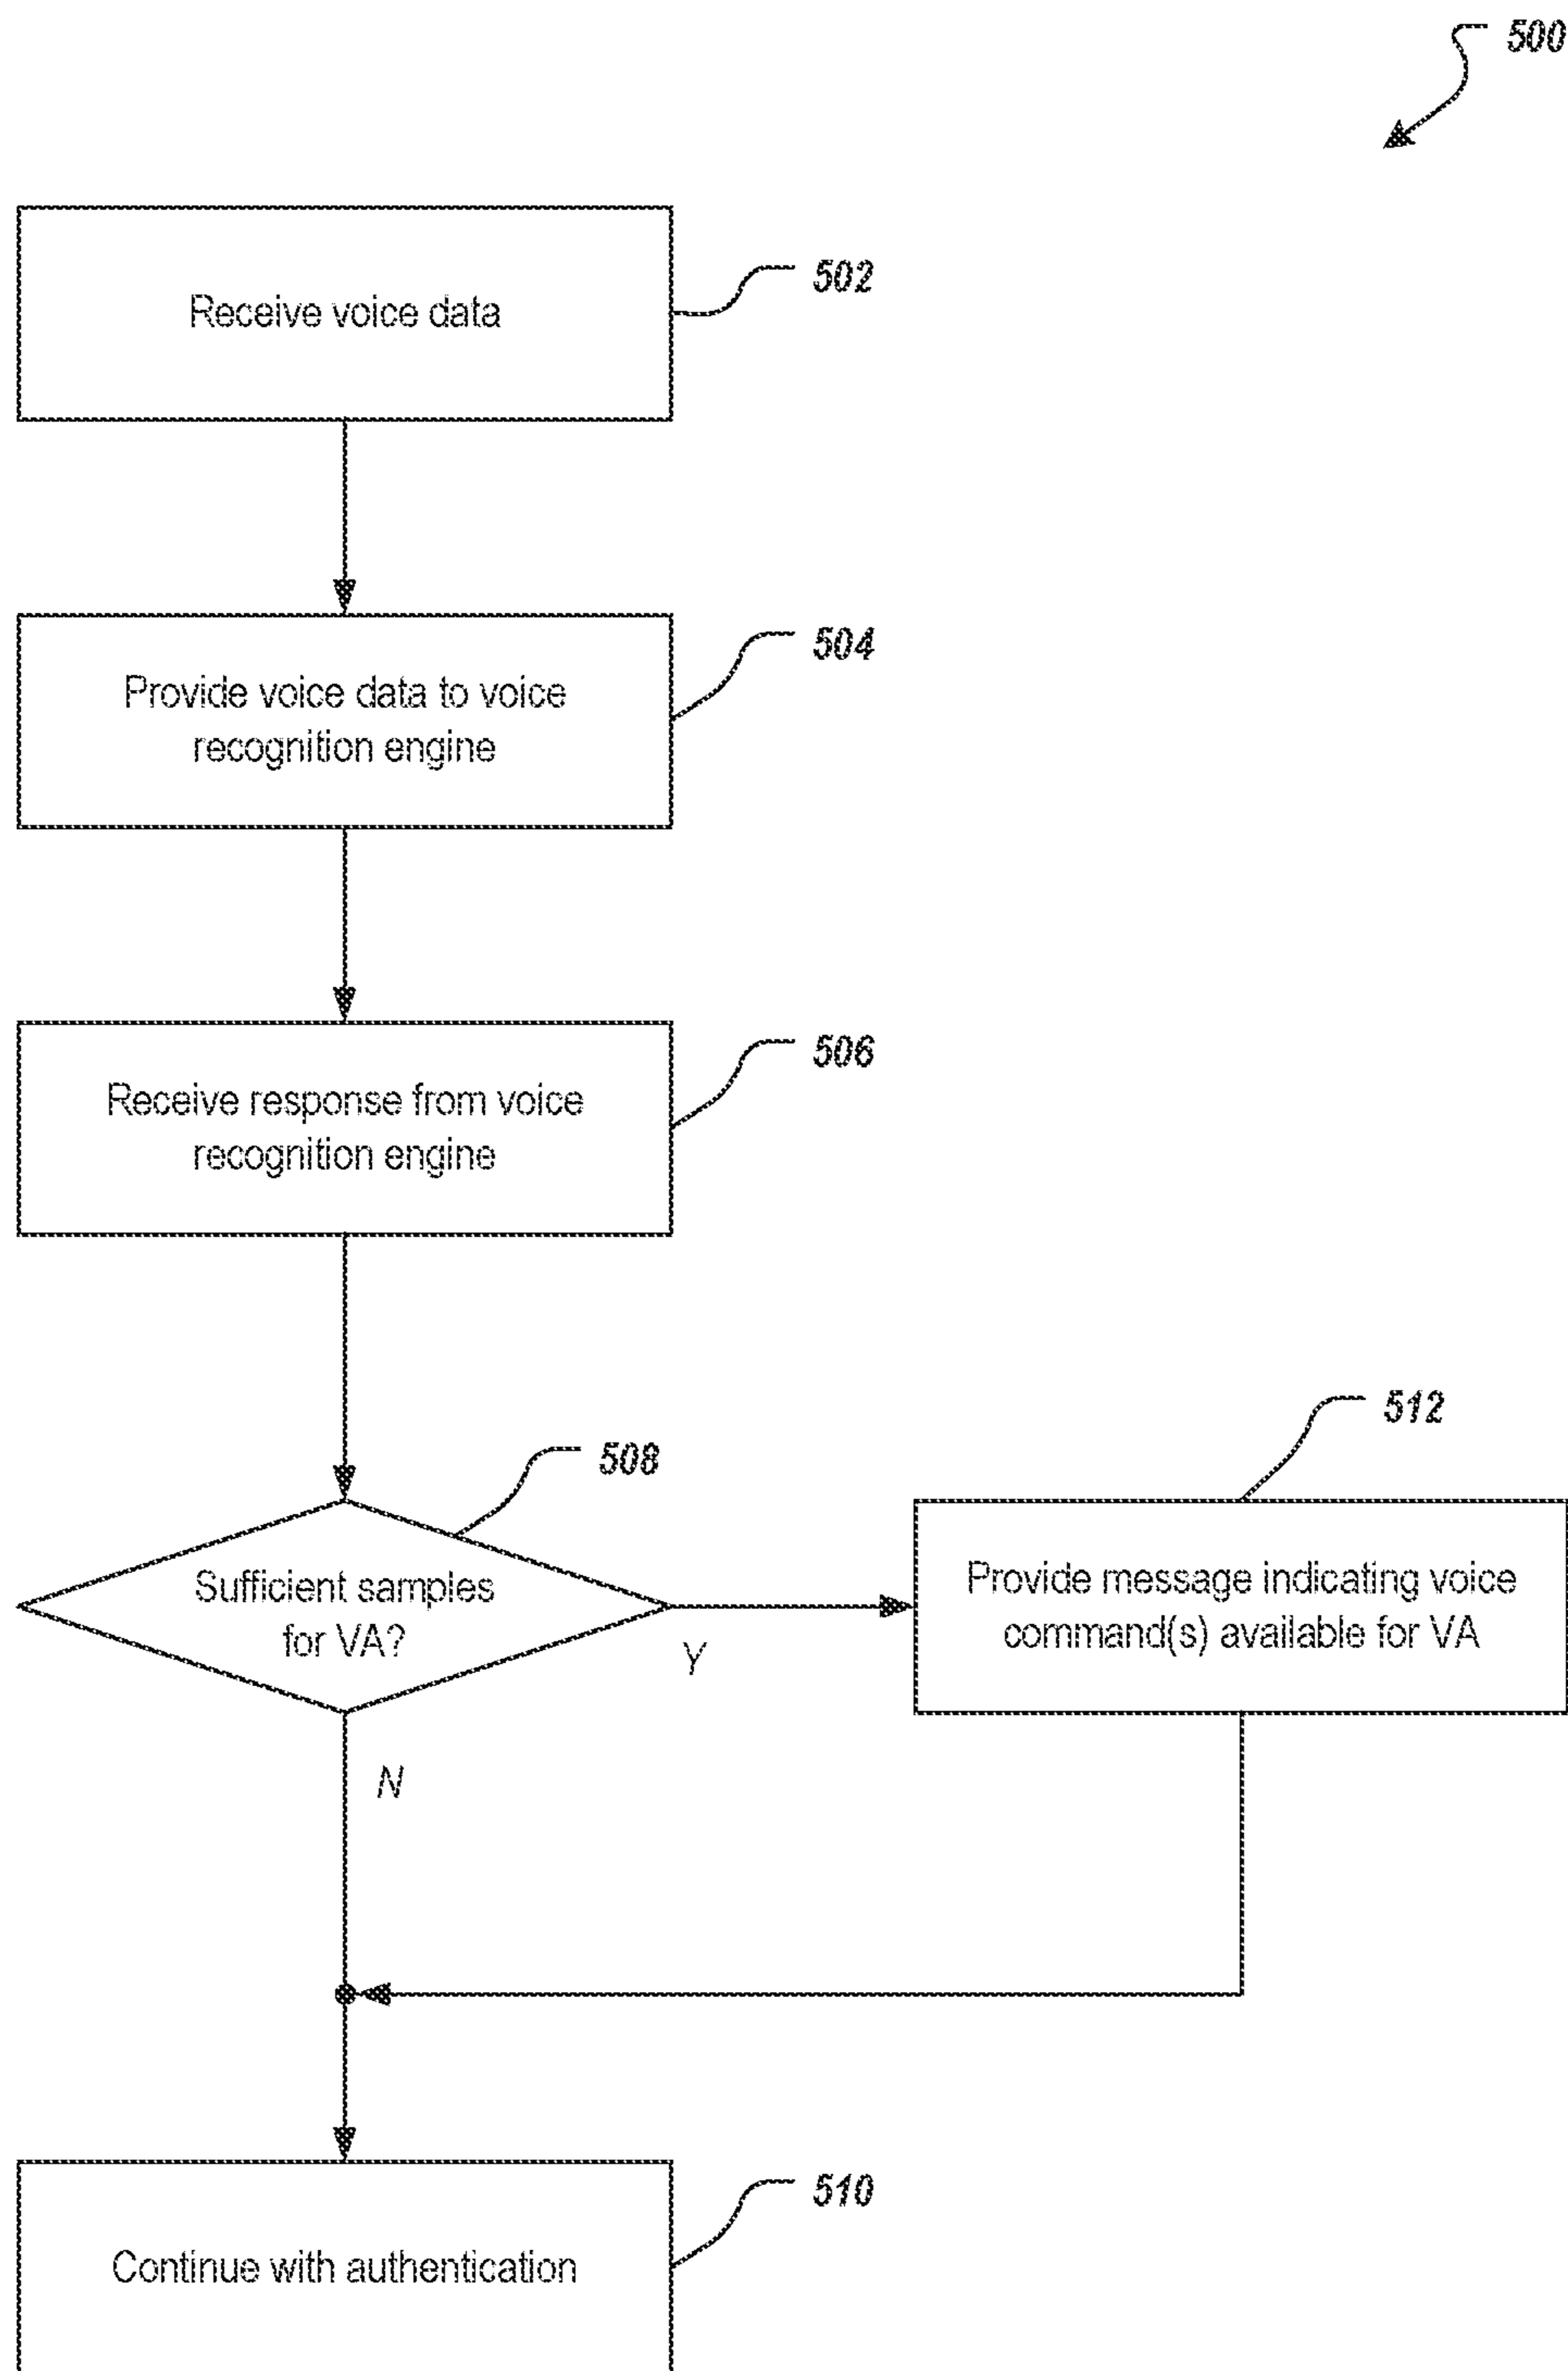 500
Receive voice data
502
Provide voice data to voice
recognition engine
504
Receive response from voice
recognition engine
506
Sufficient samples
for VA?
508
Y
N
Provide message indicating voice
command(s) available for VA
512
Continue with authentication
510